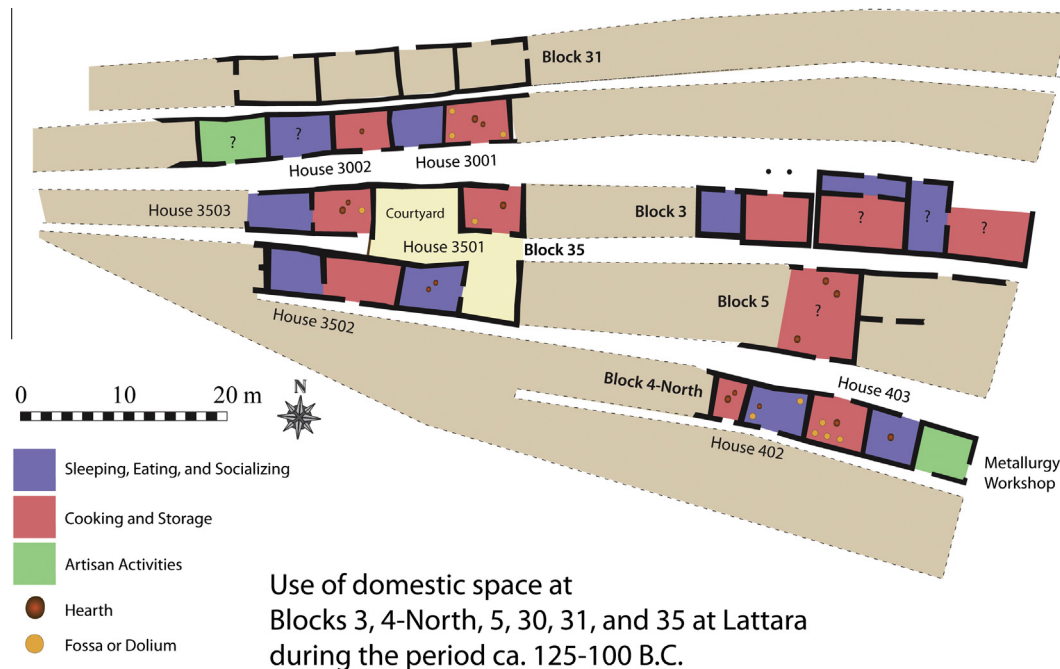 Block 31
?
?
?
House 3002
House 3001
House 3503
Courtyard
House 3501
Block 35
Block 3
?
?
?
House 3502
Block 5
?
Block 4-North
House 403
House 402
Metallurgy
Workshop
0 10 20 m
N
Sleeping, Eating, and Socializing
Cooking and Storage
Artisan Activities
Hearth
Fossa or Dolium
Use of domestic space at
Blocks 3, 4-North, 5, 30, 31, and 35 at Lattara
during the period ca. 125-100 B.C.